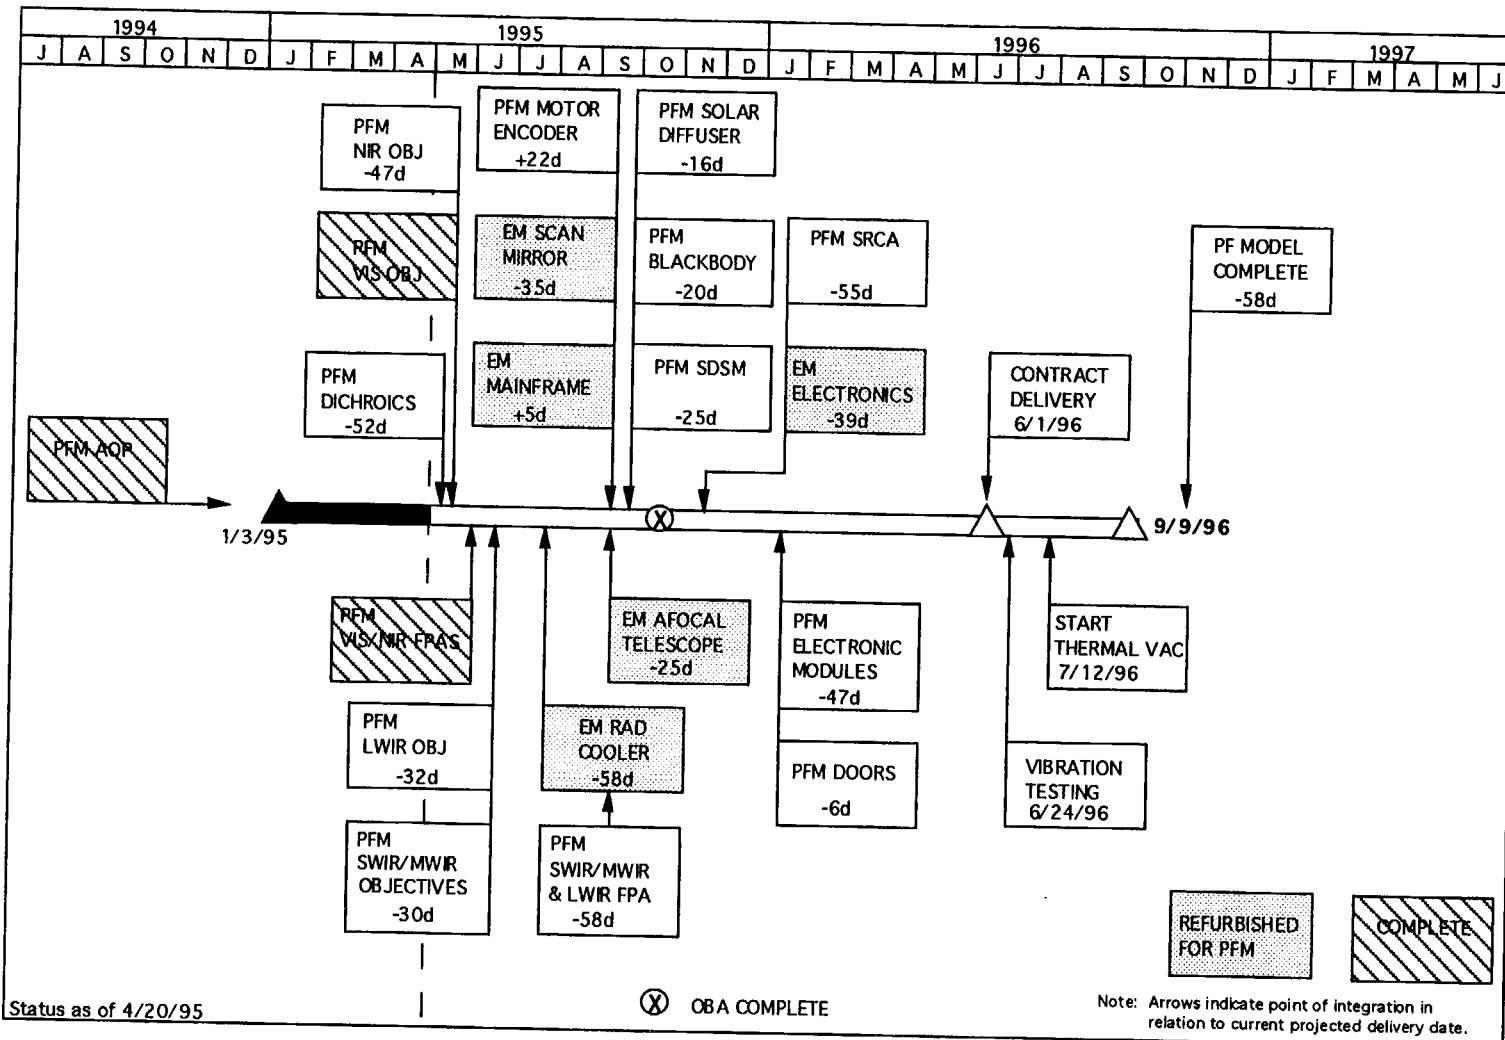 1994 1995 1996 1997
J A S O N D J F M A M J J A S O N D J F M A M J J A S O N D J F M A M J
PFM
NIR OBJ
-47d
PFM MOTOR
ENCODER
+22d
PFM SOLAR
DIFFUSER
-16d
PFM
VIS OBJ
EM SCAN
MIRROR
-35d
PFM
BLACKBODY
-20d
PFM SRCA
-55d
PF MODEL
COMPLETE
-58d
PFM
DICHROICS
-52d
EM
MAINFRAME
+5d
PFM SDSM
-25d
EM
ELECTRONICS
-39d
CONTRACT
DELIVERY
6/1/96
PFM AOP
1/3/95
X
9/9/96
PFM
VIS/NIR FPAS
EM AFOCAL
TELESCOPE
-25d
PFM
ELECTRONIC
MODULES
-47d
START
THERMAL VAC
7/12/96
PFM
LWIR OBJ
-32d
EM RAD
COOLER
-58d
PFM DOORS
-6d
VIBRATION
TESTING
6/24/96
PFM
SWIR/MWIR
OBJECTIVES
-30d
PFM
SWIR/MWIR
& LWIR FPA
-58d
REFURBISHED
FOR PFM
COMPLETE
Status as of 4/20/95
X OBA COMPLETE
Note: Arrows indicate point of integration in
relation to current projected delivery date.